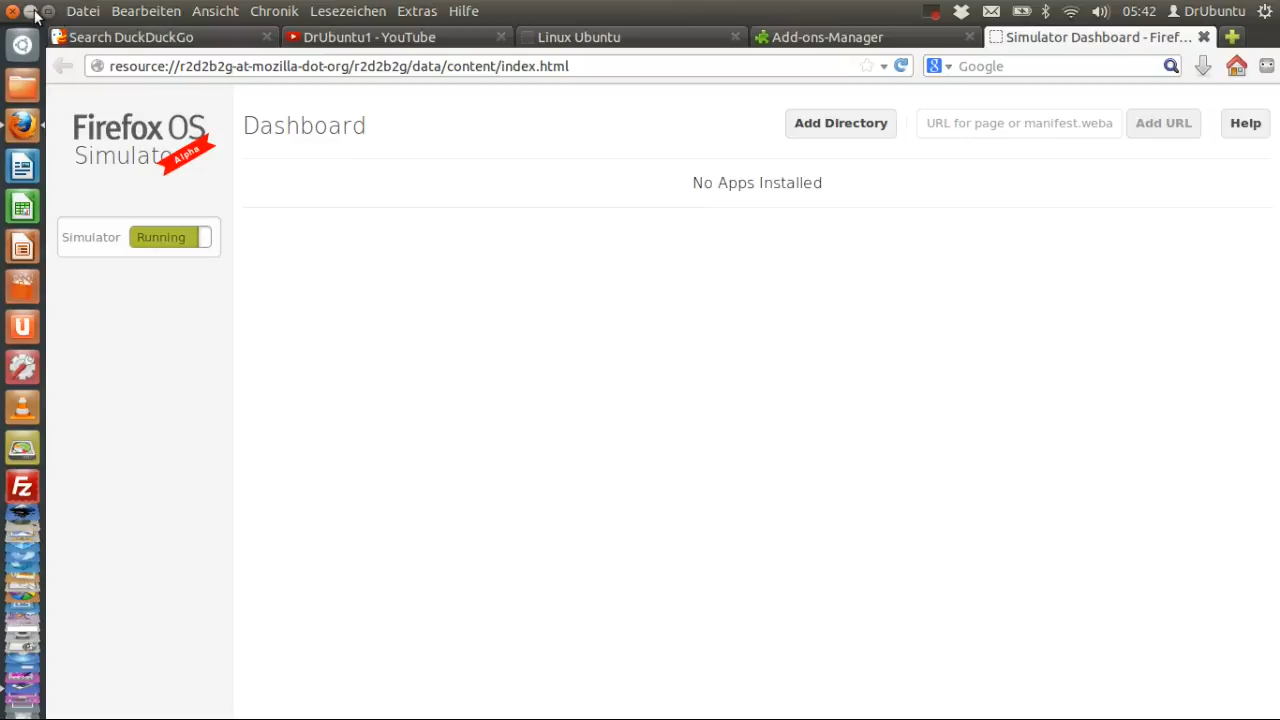 Datei Bearbeiten Ansicht Chronik Lesezeichen Extras Hilfe 05:42 DrUbuntu
Search DuckDuckGo DrUbuntu1 - YouTube Linux Ubuntu Add-ons-Manager Simulator Dashboard - Firef...
resource://r2d2b2g-at-mozilla-dot-org/r2d2b2g/data/content/index.html Google
Firefox OS
Simulator
Alpha
Dashboard Add Directory URL for page or manifest.weba Add URL Help
No Apps Installed
Simulator Running